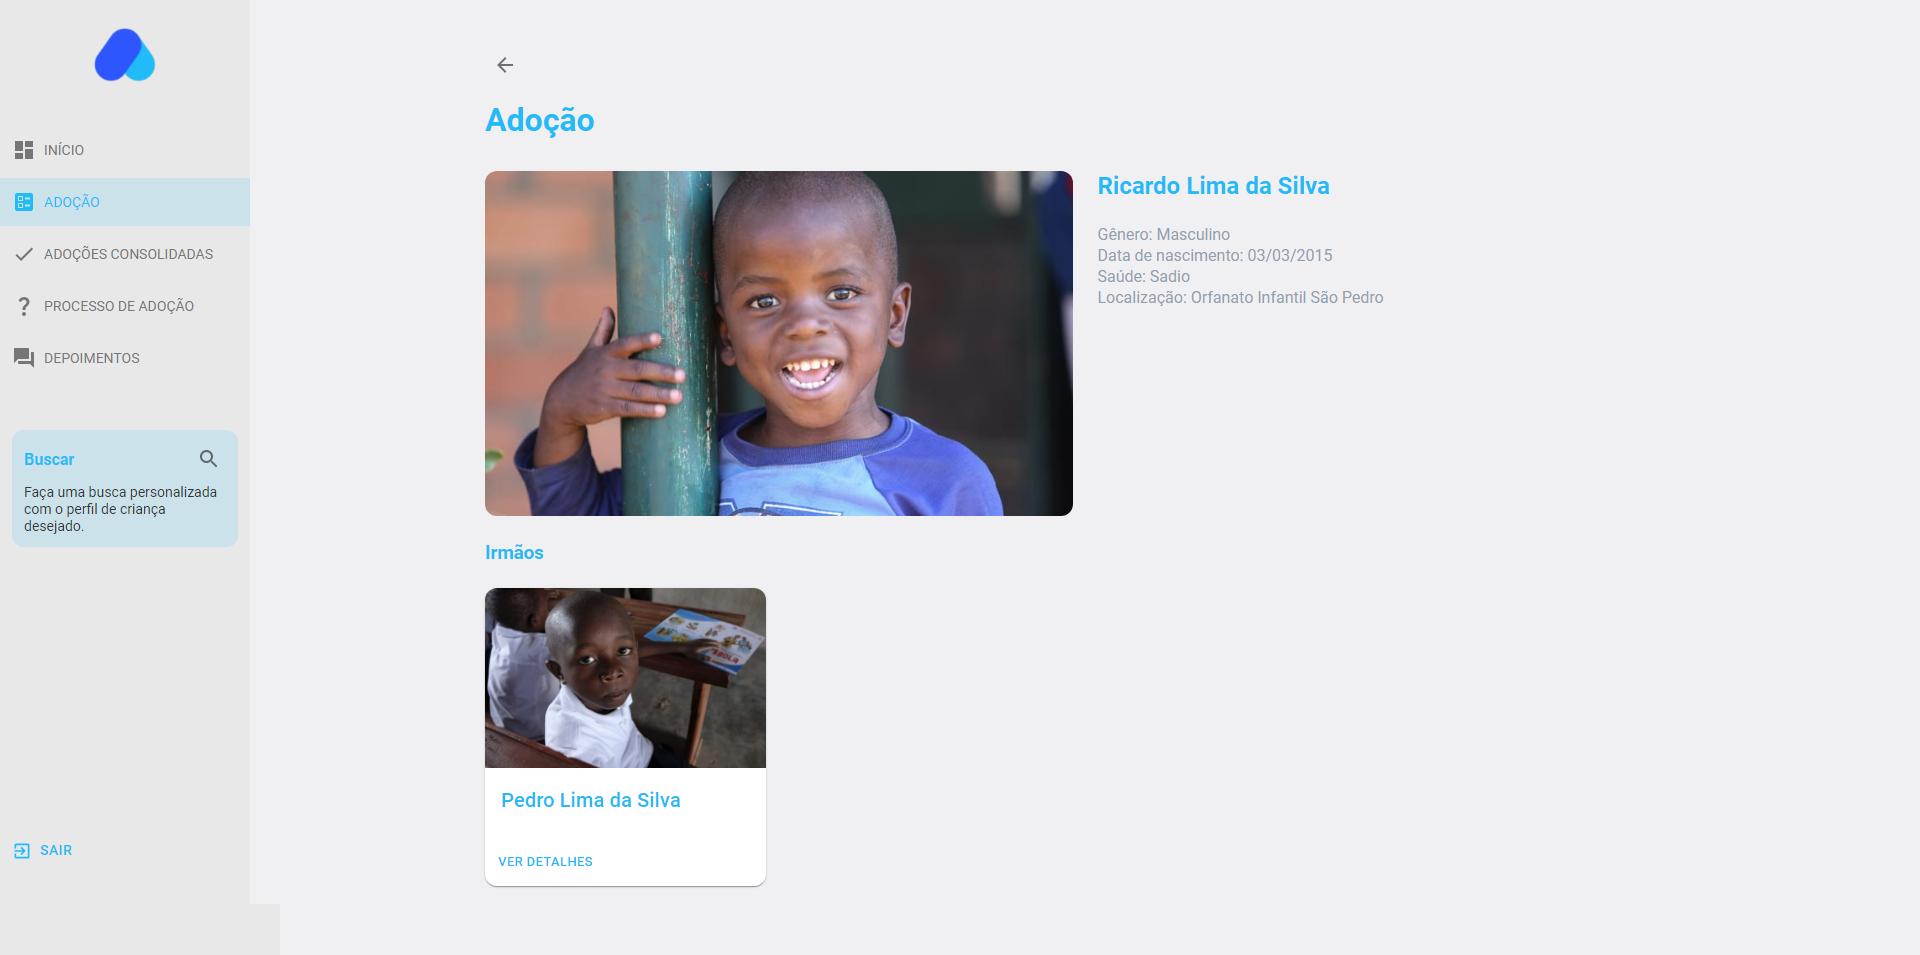 INÍCIO
ADOÇÃO
ADOÇÕES CONSOLIDADAS
PROCESSO DE ADOÇÃO
DEPOIMENTOS
Buscar
Faça uma busca personalizada
com o perfil de criança
desejado.
SAIR
Adoção
Ricardo Lima da Silva
Gênero: Masculino
Data de nascimento: 03/03/2015
Saúde: Sadio
Localização: Orfanato Infantil São Pedro
Irmãos
EBOLA
Pedro Lima da Silva
VER DETALHES